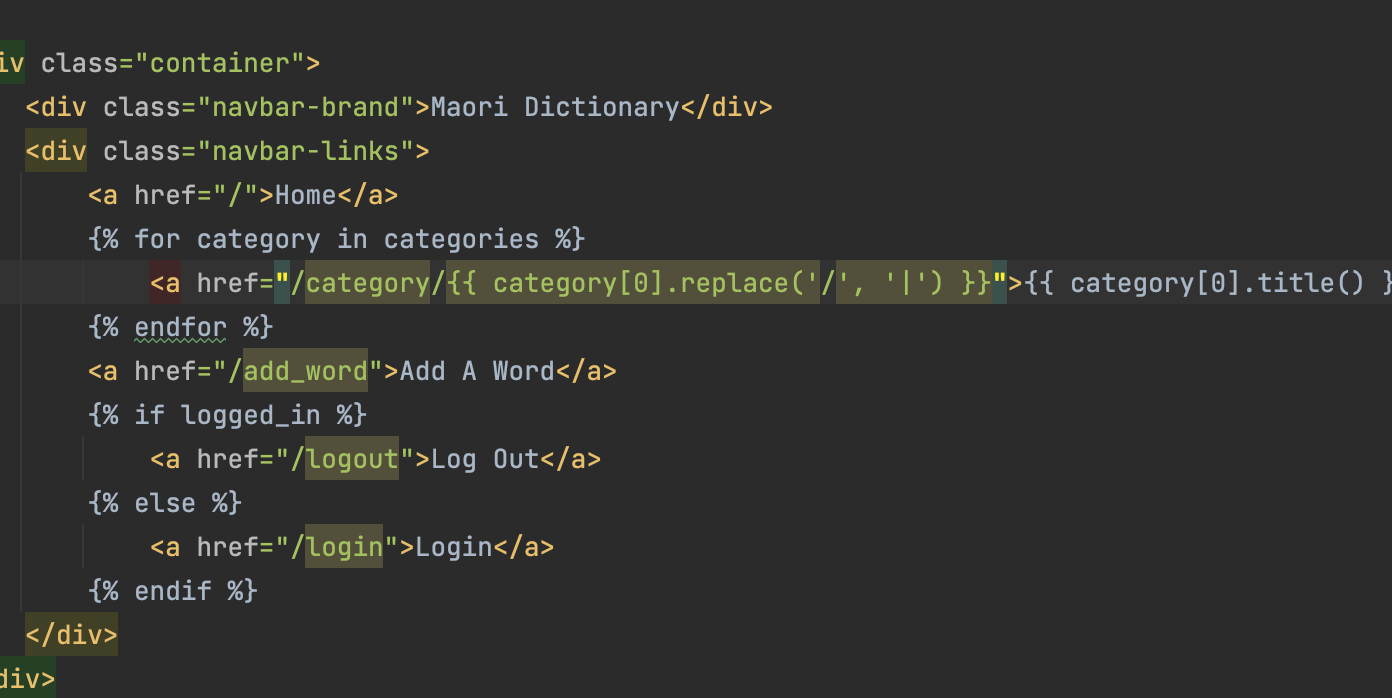 iv class="container">
<div class="navbar-brand">Maori Dictionary</div>
<div class="navbar-links">
<a href="/">Home</a>
{% for category in categories %}
<a href="/category/{{ category[0].replace('/', '|') }}">{{ category[0].title() }
{% endfor %}
<a href="/add_word">Add A Word</a>
{% if logged_in %}
<a href="/logout">Log Out</a>
{% else %}
<a href="/login">Login</a>
{% endif %}
</div>
div>